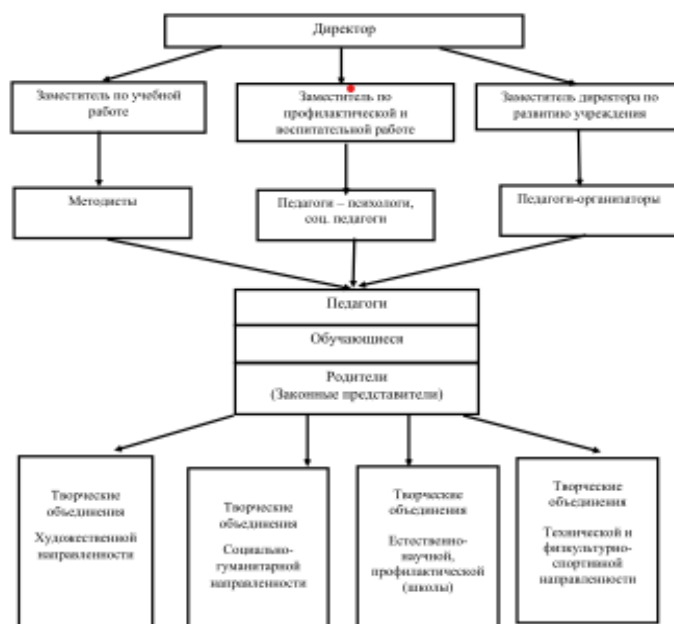 Директор
Заместитель по учебной
работе
Заместитель по
профилактической и
воспитательной работе
Заместитель директора по
развитию учреждения
Методисты
Педагоги – психологи,
соц. педагоги
Педагоги-организаторы
Педагоги
Обучающиеся
Родители
(Законные представители)
Творческие
объединения
Художественной
направленности
Творческие
объединения
Социально-
гуманитарной
направленности
Творческие
объединения
Естественно-
научной,
профилактической
(школы)
Творческие
объединения
Технической и
физкультурно-
спортивной
направленности